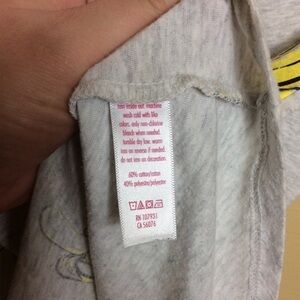 turn inside out. machine
wash cold with like
colors. only non-chlorine
bleach when needed.
tumble dry low. warm
iron on reverse if needed.
do not iron on decoration.
60% cotton/coton
40% polyester/polyester
RN 107931
CA 56076